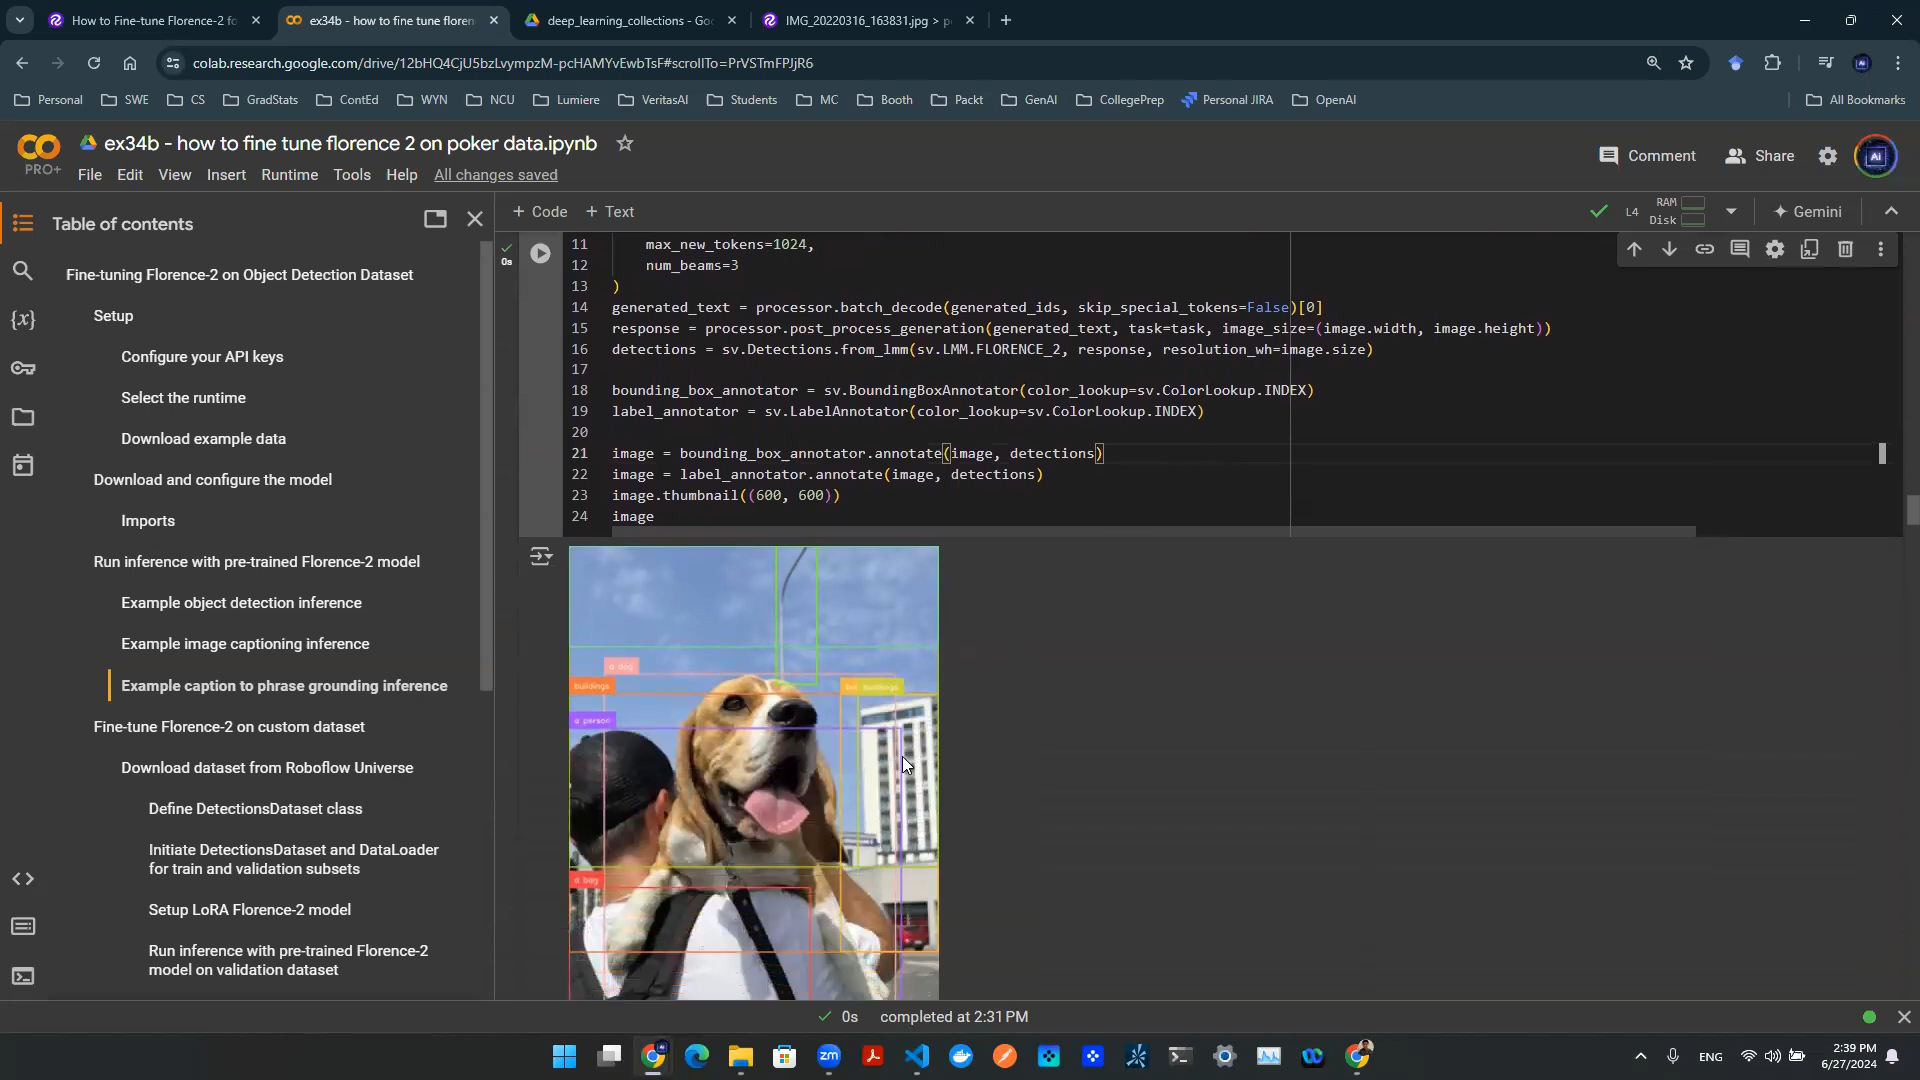 How to Fine-tune Florence-2 fo
ex34b - how to fine tune floren
deep_learning_collections - Goo
IMG_20220316_163831.jpg > p
colab.research.google.com/drive/12bHQ4CjU5bzLvympzM-pcHAMYvEwbTsF#scrollTo=PrVSTmFPJjR6
Personal
SWE
CS
GradStats
ContEd
WYN
NCU
Lumiere
VeritasAI
Students
MC
Booth
Packt
GenAI
CollegePrep
Personal JIRA
OpenAI
All Bookmarks
CO
PRO+
ex34b - how to fine tune florence 2 on poker data.ipynb
File Edit View Insert Runtime Tools Help All changes saved
Comment
Share
AI
Table of contents
+ Code + Text
L4
RAM
Disk
Gemini
Fine-tuning Florence-2 on Object Detection Dataset
Setup
Configure your API keys
Select the runtime
Download example data
Download and configure the model
Imports
Run inference with pre-trained Florence-2 model
Example object detection inference
Example image captioning inference
Example caption to phrase grounding inference
Fine-tune Florence-2 on custom dataset
Download dataset from Roboflow Universe
Define DetectionsDataset class
Initiate DetectionsDataset and DataLoader
for train and validation subsets
Setup LoRA Florence-2 model
Run inference with pre-trained Florence-2
model on validation dataset
{x}
0s
11 max_new_tokens=1024,
12 num_beams=3
13 )
14 generated_text = processor.batch_decode(generated_ids, skip_special_tokens=False)[0]
15 response = processor.post_process_generation(generated_text, task=task, image_size=(image.width, image.height))
16 detections = sv.Detections.from_lmm(sv.LMM.FLORENCE_2, response, resolution_wh=image.size)
17
18 bounding_box_annotator = sv.BoundingBoxAnnotator(color_lookup=sv.ColorLookup.INDEX)
19 label_annotator = sv.LabelAnnotator(color_lookup=sv.ColorLookup.INDEX)
20
21 image = bounding_box_annotator.annotate(image, detections)
22 image = label_annotator.annotate(image, detections)
23 image.thumbnail((600, 600))
24 image
a dog
buildings
buildings
a person
a bag
0s completed at 2:31 PM
zm
ENG
2:39 PM
6/27/2024